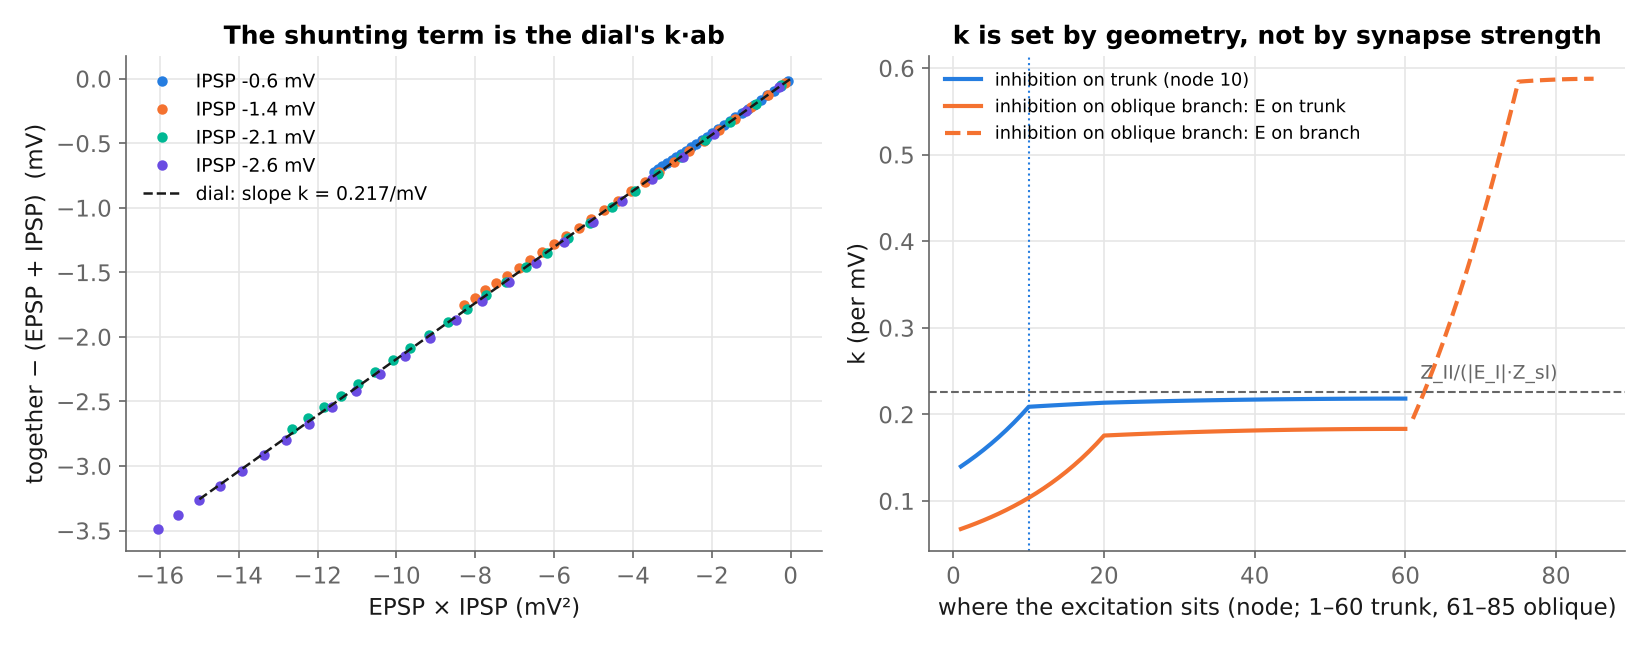 The shunting term is the dial's k·ab
IPSP -0.6 mV
IPSP -1.4 mV
IPSP -2.1 mV
IPSP -2.6 mV
dial: slope k = 0.217/mV
together − (EPSP + IPSP)  (mV)
0.0
−0.5
−1.0
−1.5
−2.0
−2.5
−3.0
−3.5
−16
−14
−12
−10
−8
−6
−4
−2
0
EPSP × IPSP (mV²)
k is set by geometry, not by synapse strength
inhibition on trunk (node 10)
inhibition on oblique branch: E on trunk
inhibition on oblique branch: E on branch
Z_II/(|E_I|·Z_sI)
k (per mV)
0.6
0.5
0.4
0.3
0.2
0.1
0
20
40
60
80
where the excitation sits (node; 1–60 trunk, 61–85 oblique)